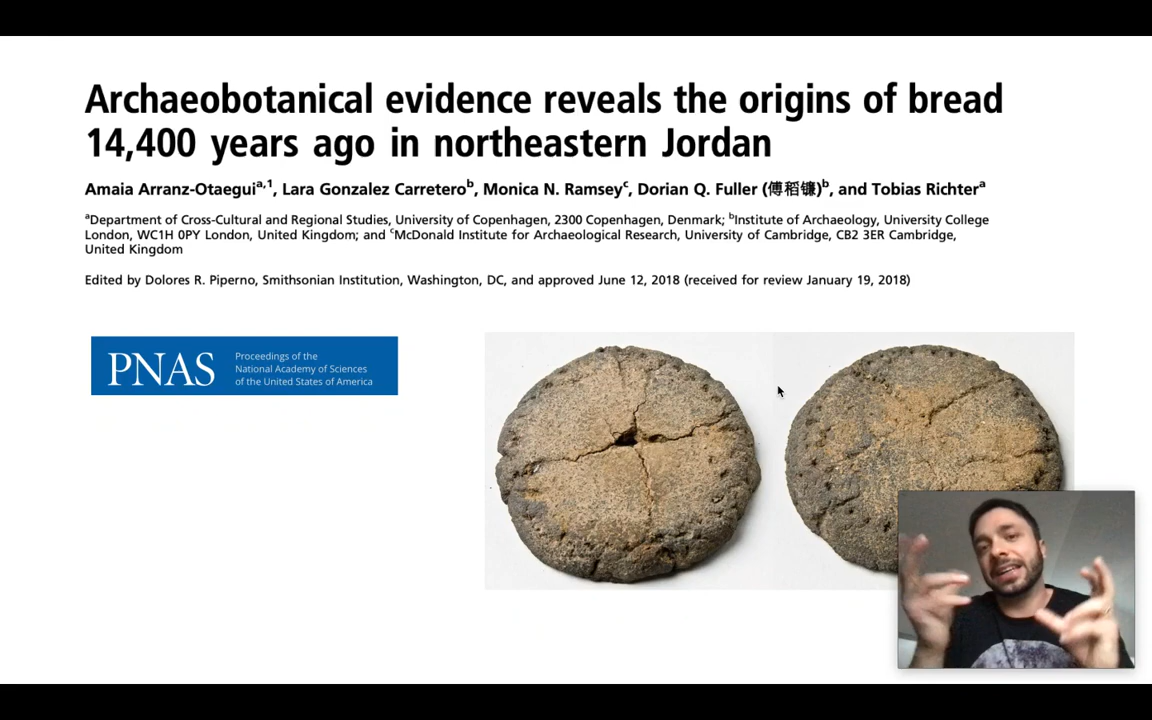 Archaeobotanical evidence reveals the origins of bread
14,400 years ago in northeastern Jordan
Amaia Arranz-Otaegui^a,1, Lara Gonzalez Carretero^b, Monica N. Ramsey^c, Dorian Q. Fuller (傅稻镰)^b, and Tobias Richter^a
^aDepartment of Cross-Cultural and Regional Studies, University of Copenhagen, 2300 Copenhagen, Denmark; ^bInstitute of Archaeology, University College
London, WC1H 0PY London, United Kingdom; and ^cMcDonald Institute for Archaeological Research, University of Cambridge, CB2 3ER Cambridge,
United Kingdom
Edited by Dolores R. Piperno, Smithsonian Institution, Washington, DC, and approved June 12, 2018 (received for review January 19, 2018)
PNAS
Proceedings of the
National Academy of Sciences
of the United States of America